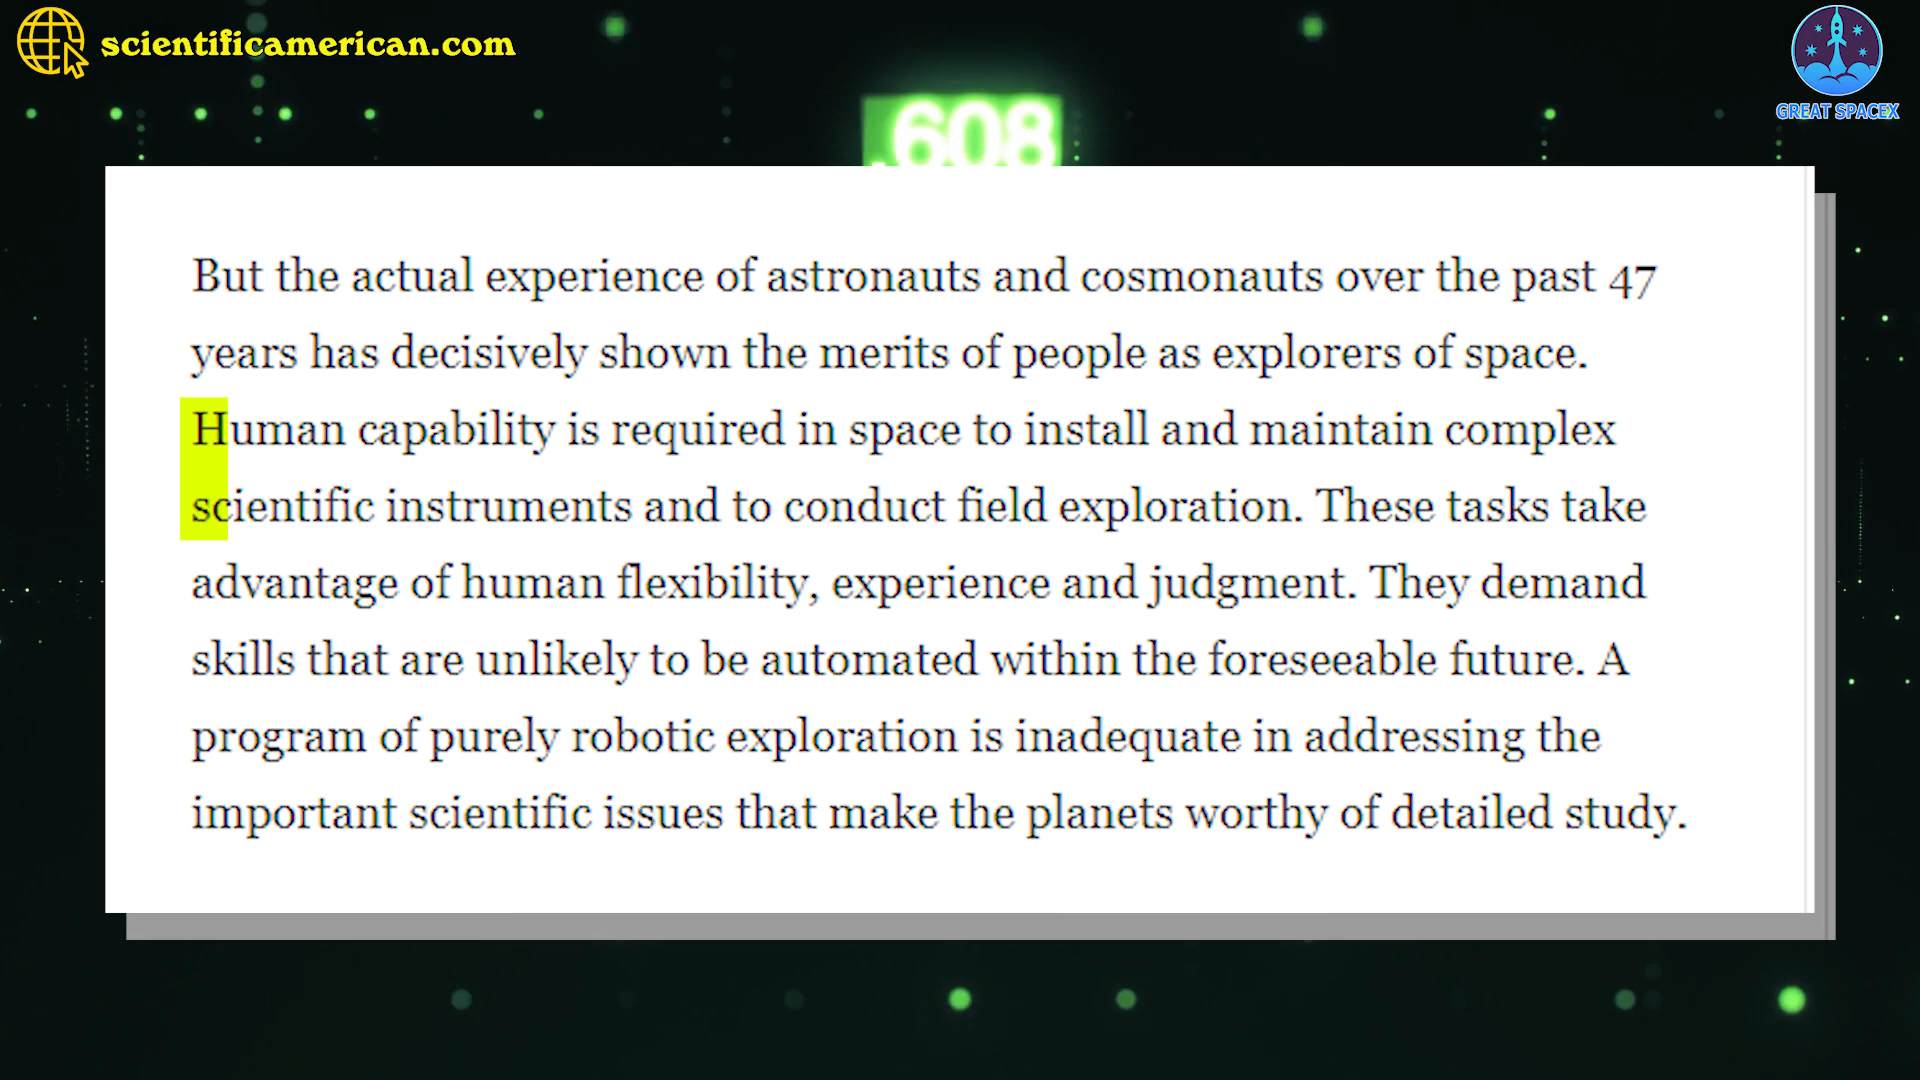 scientificamerican.com
GREAT SPACEX
.608
But the actual experience of astronauts and cosmonauts over the past 47
years has decisively shown the merits of people as explorers of space.
Human capability is required in space to install and maintain complex
scientific instruments and to conduct field exploration. These tasks take
advantage of human flexibility, experience and judgment. They demand
skills that are unlikely to be automated within the foreseeable future. A
program of purely robotic exploration is inadequate in addressing the
important scientific issues that make the planets worthy of detailed study.